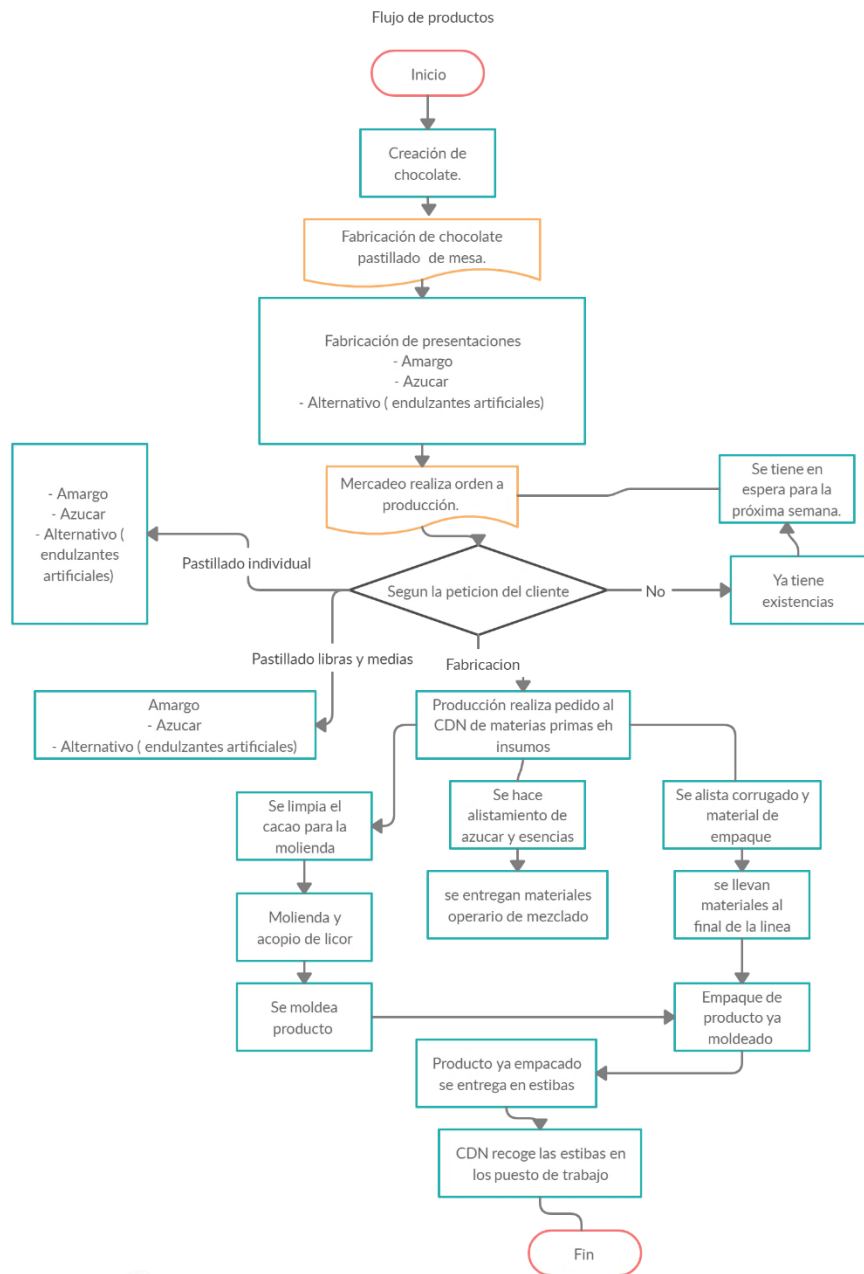 Flujo de productos
Inicio
Creación de
chocolate.
Fabricación de chocolate
pastillado de mesa.
Fabricación de presentaciones
- Amargo
- Azucar
- Alternativo ( endulzantes artificiales)
Mercadeo realiza orden a
producción.
Se tiene en
espera para la
próxima semana.
- Amargo
- Azucar
- Alternativo (
endulzantes
artificiales)
Pastillado individual
Segun la peticion del cliente
No
Ya tiene
existencias
Pastillado libras y medias
Fabricacion
Amargo
- Azucar
- Alternativo ( endulzantes artificiales)
Producción realiza pedido al
CDN de materias primas eh
insumos
Se limpia el
cacao para la
molienda
Se hace
alistamiento de
azucar y esencias
Se alista corrugado y
material de
empaque
Molienda y
acopio de licor
se entregan materiales
operario de mezclado
se llevan
materiales al
final de la linea
Se moldea
producto
Empaque de
producto ya
moldeado
Producto ya empacado
se entrega en estibas
CDN recoge las estibas en
los puesto de trabajo
Fin